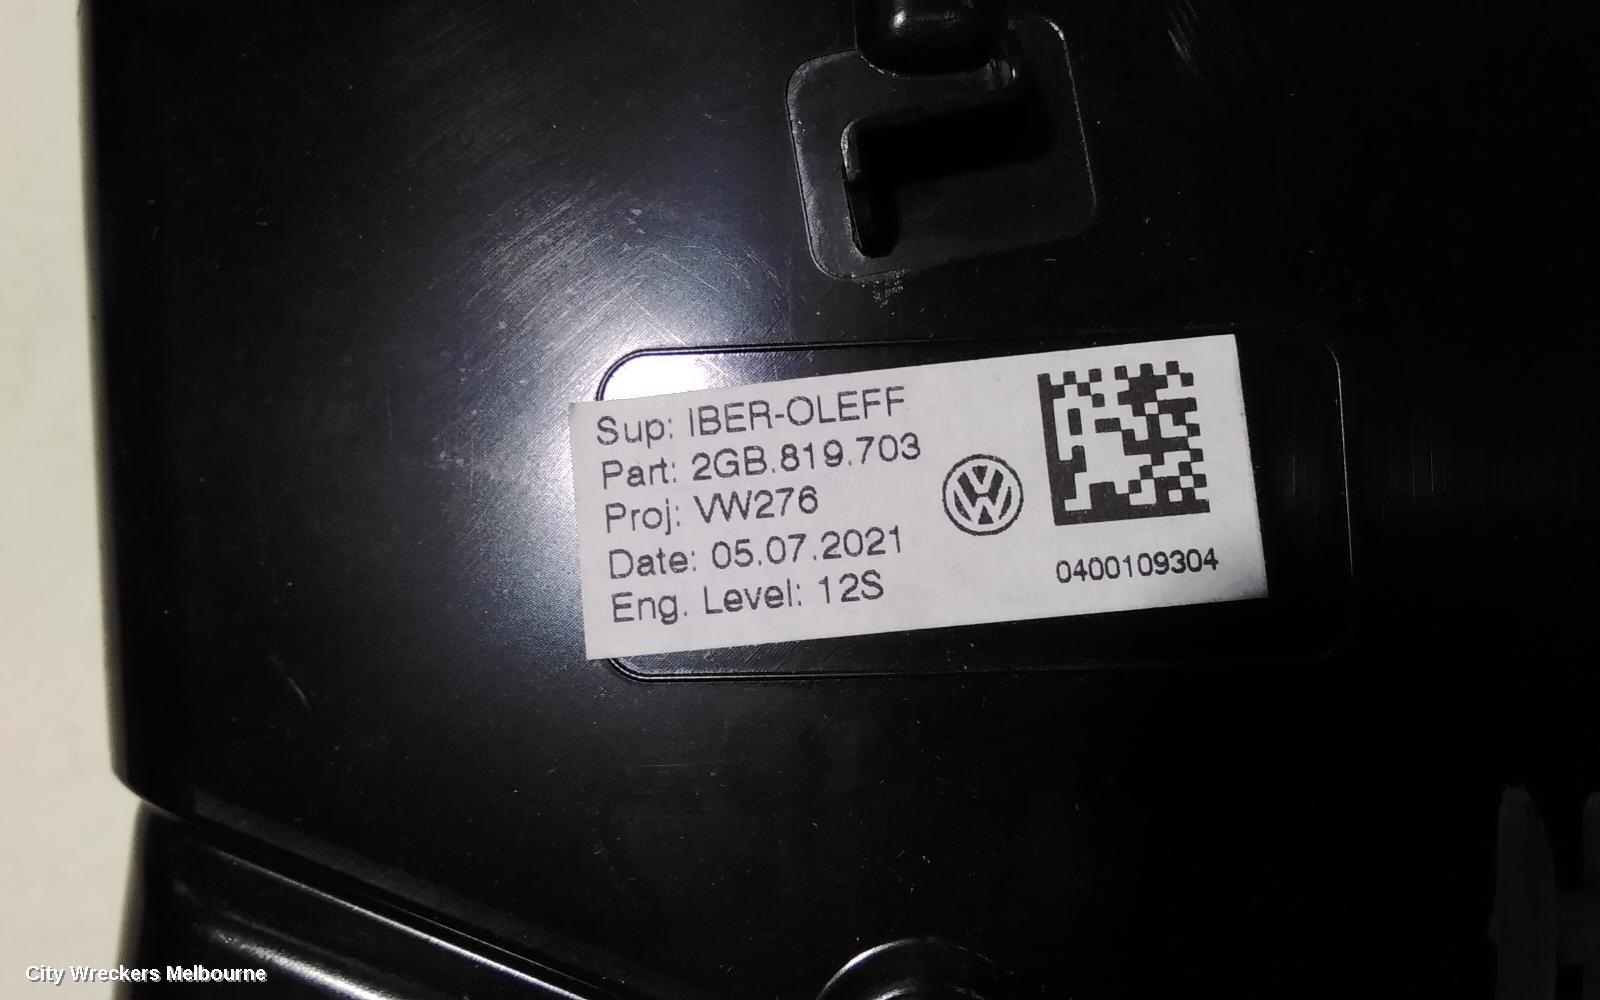 Sup: IBER-OLEFF
Part: 2GB.819.703
Proj: VW276
Date: 05.07.2021
Eng. Level: 12S
0400109304
City Wreckers Melbourne